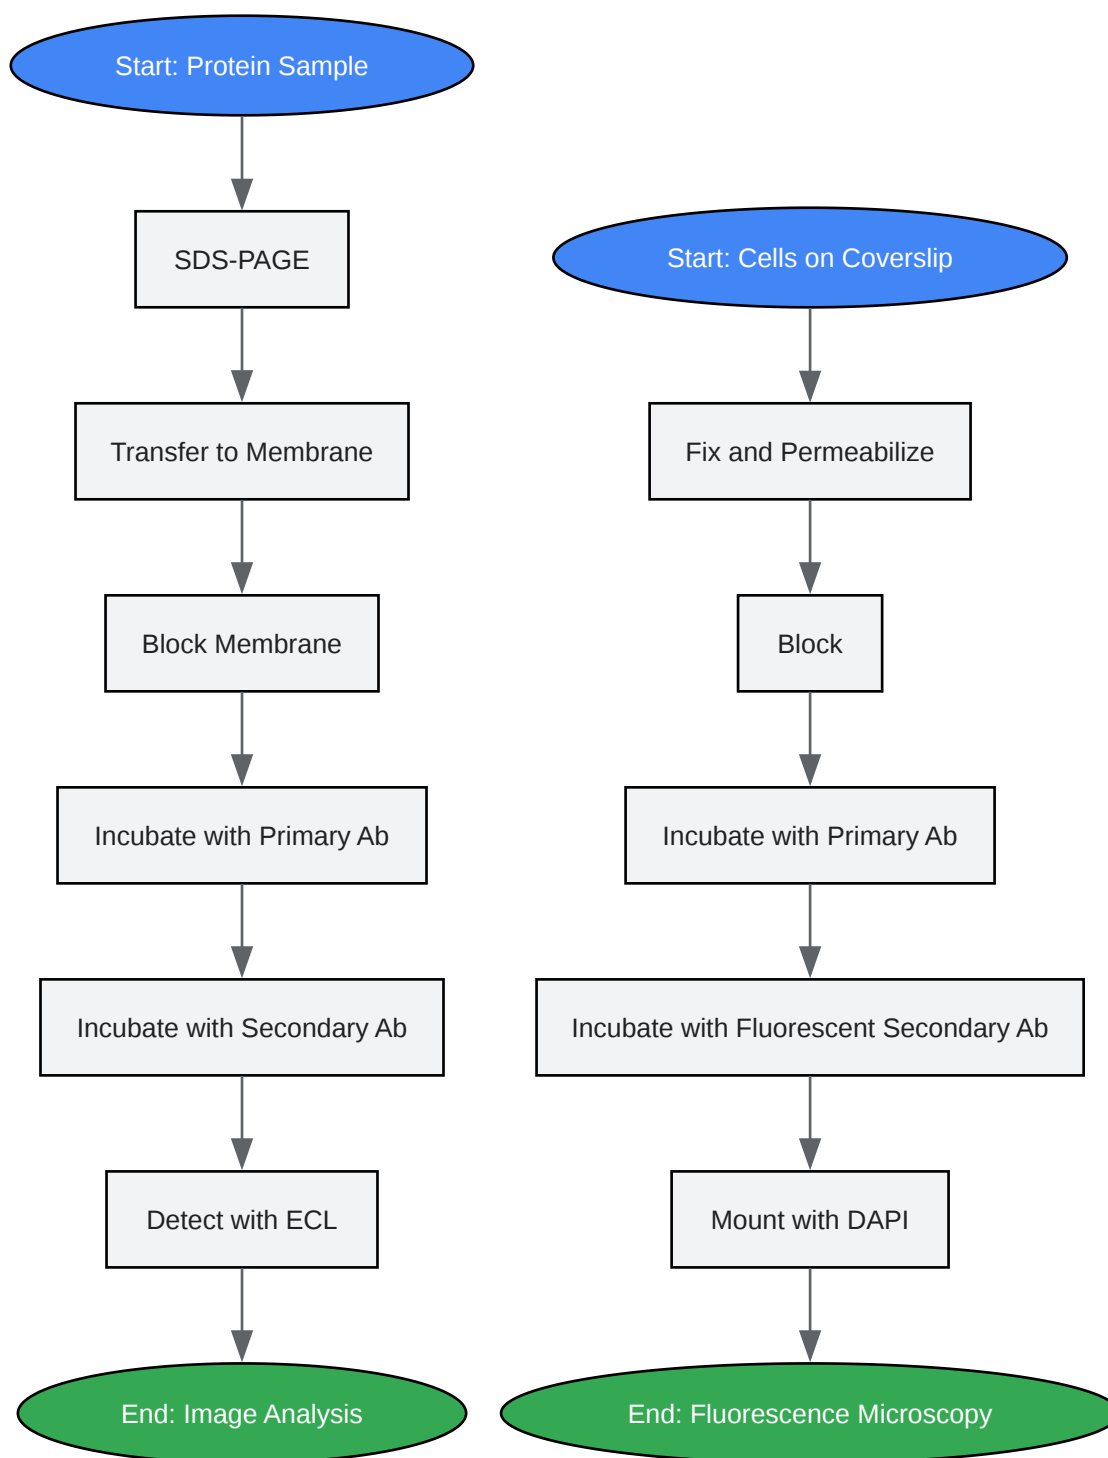 Start: Protein Sample
SDS-PAGE
Transfer to Membrane
Block Membrane
Incubate with Primary Ab
Incubate with Secondary Ab
Detect with ECL
End: Image Analysis
Start: Cells on Coverslip
Fix and Permeabilize
Block
Incubate with Primary Ab
Incubate with Fluorescent Secondary Ab
Mount with DAPI
End: Fluorescence Microscopy